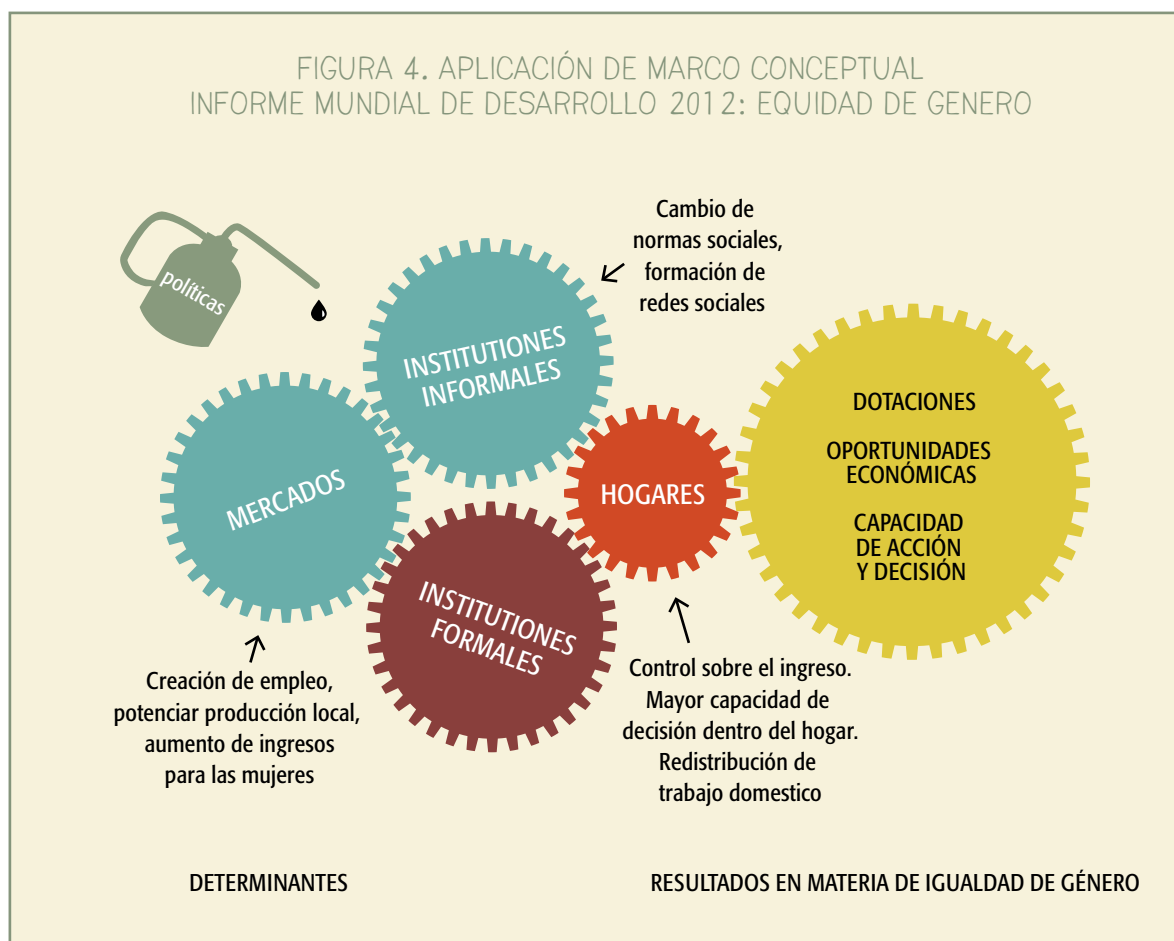 FIGURA 4. APLICACIÓN DE MARCO CONCEPTUAL
INFORME MUNDIAL DE DESARROLLO 2012: EQUIDAD DE GENERO
políticas
Cambio de
normas sociales,
formación de
redes sociales
INSTITUTIONES
INFORMALES
MERCADOS
HOGARES
INSTITUTIONES
FORMALES
DOTACIONES
OPORTUNIDADES
ECONÓMICAS
CAPACIDAD
DE ACCIÓN
Y DECISIÓN
Creación de empleo,
potenciar producción local,
aumento de ingresos
para las mujeres
Control sobre el ingreso.
Mayor capacidad de
decisión dentro del hogar.
Redistribución de
trabajo domestico
DETERMINANTES
RESULTADOS EN MATERIA DE IGUALDAD DE GÉNERO